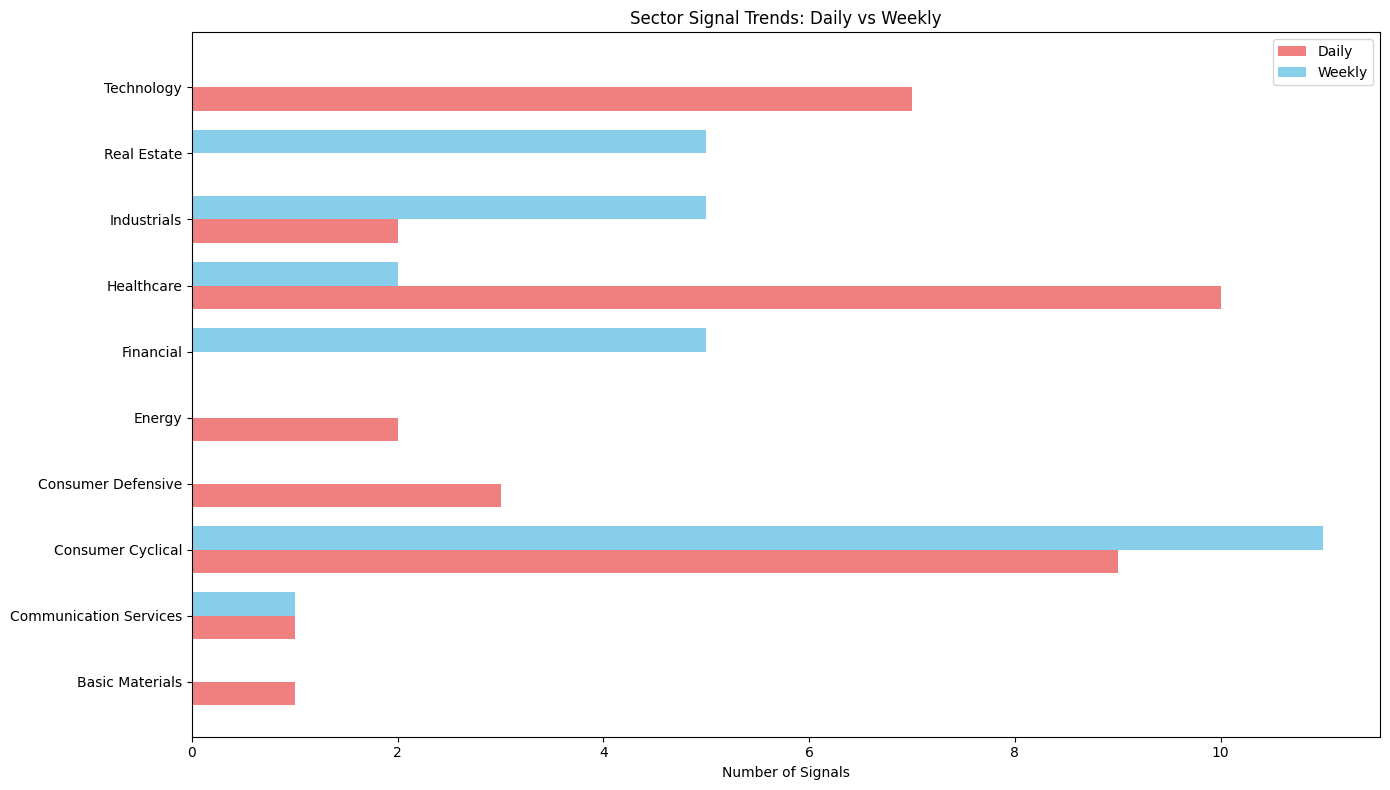 Sector Signal Trends: Daily vs Weekly
Daily
Weekly
Technology
Real Estate
Industrials
Healthcare
Financial
Energy
Consumer Defensive
Consumer Cyclical
Communication Services
Basic Materials
0 2 4 6 8 10
Number of Signals